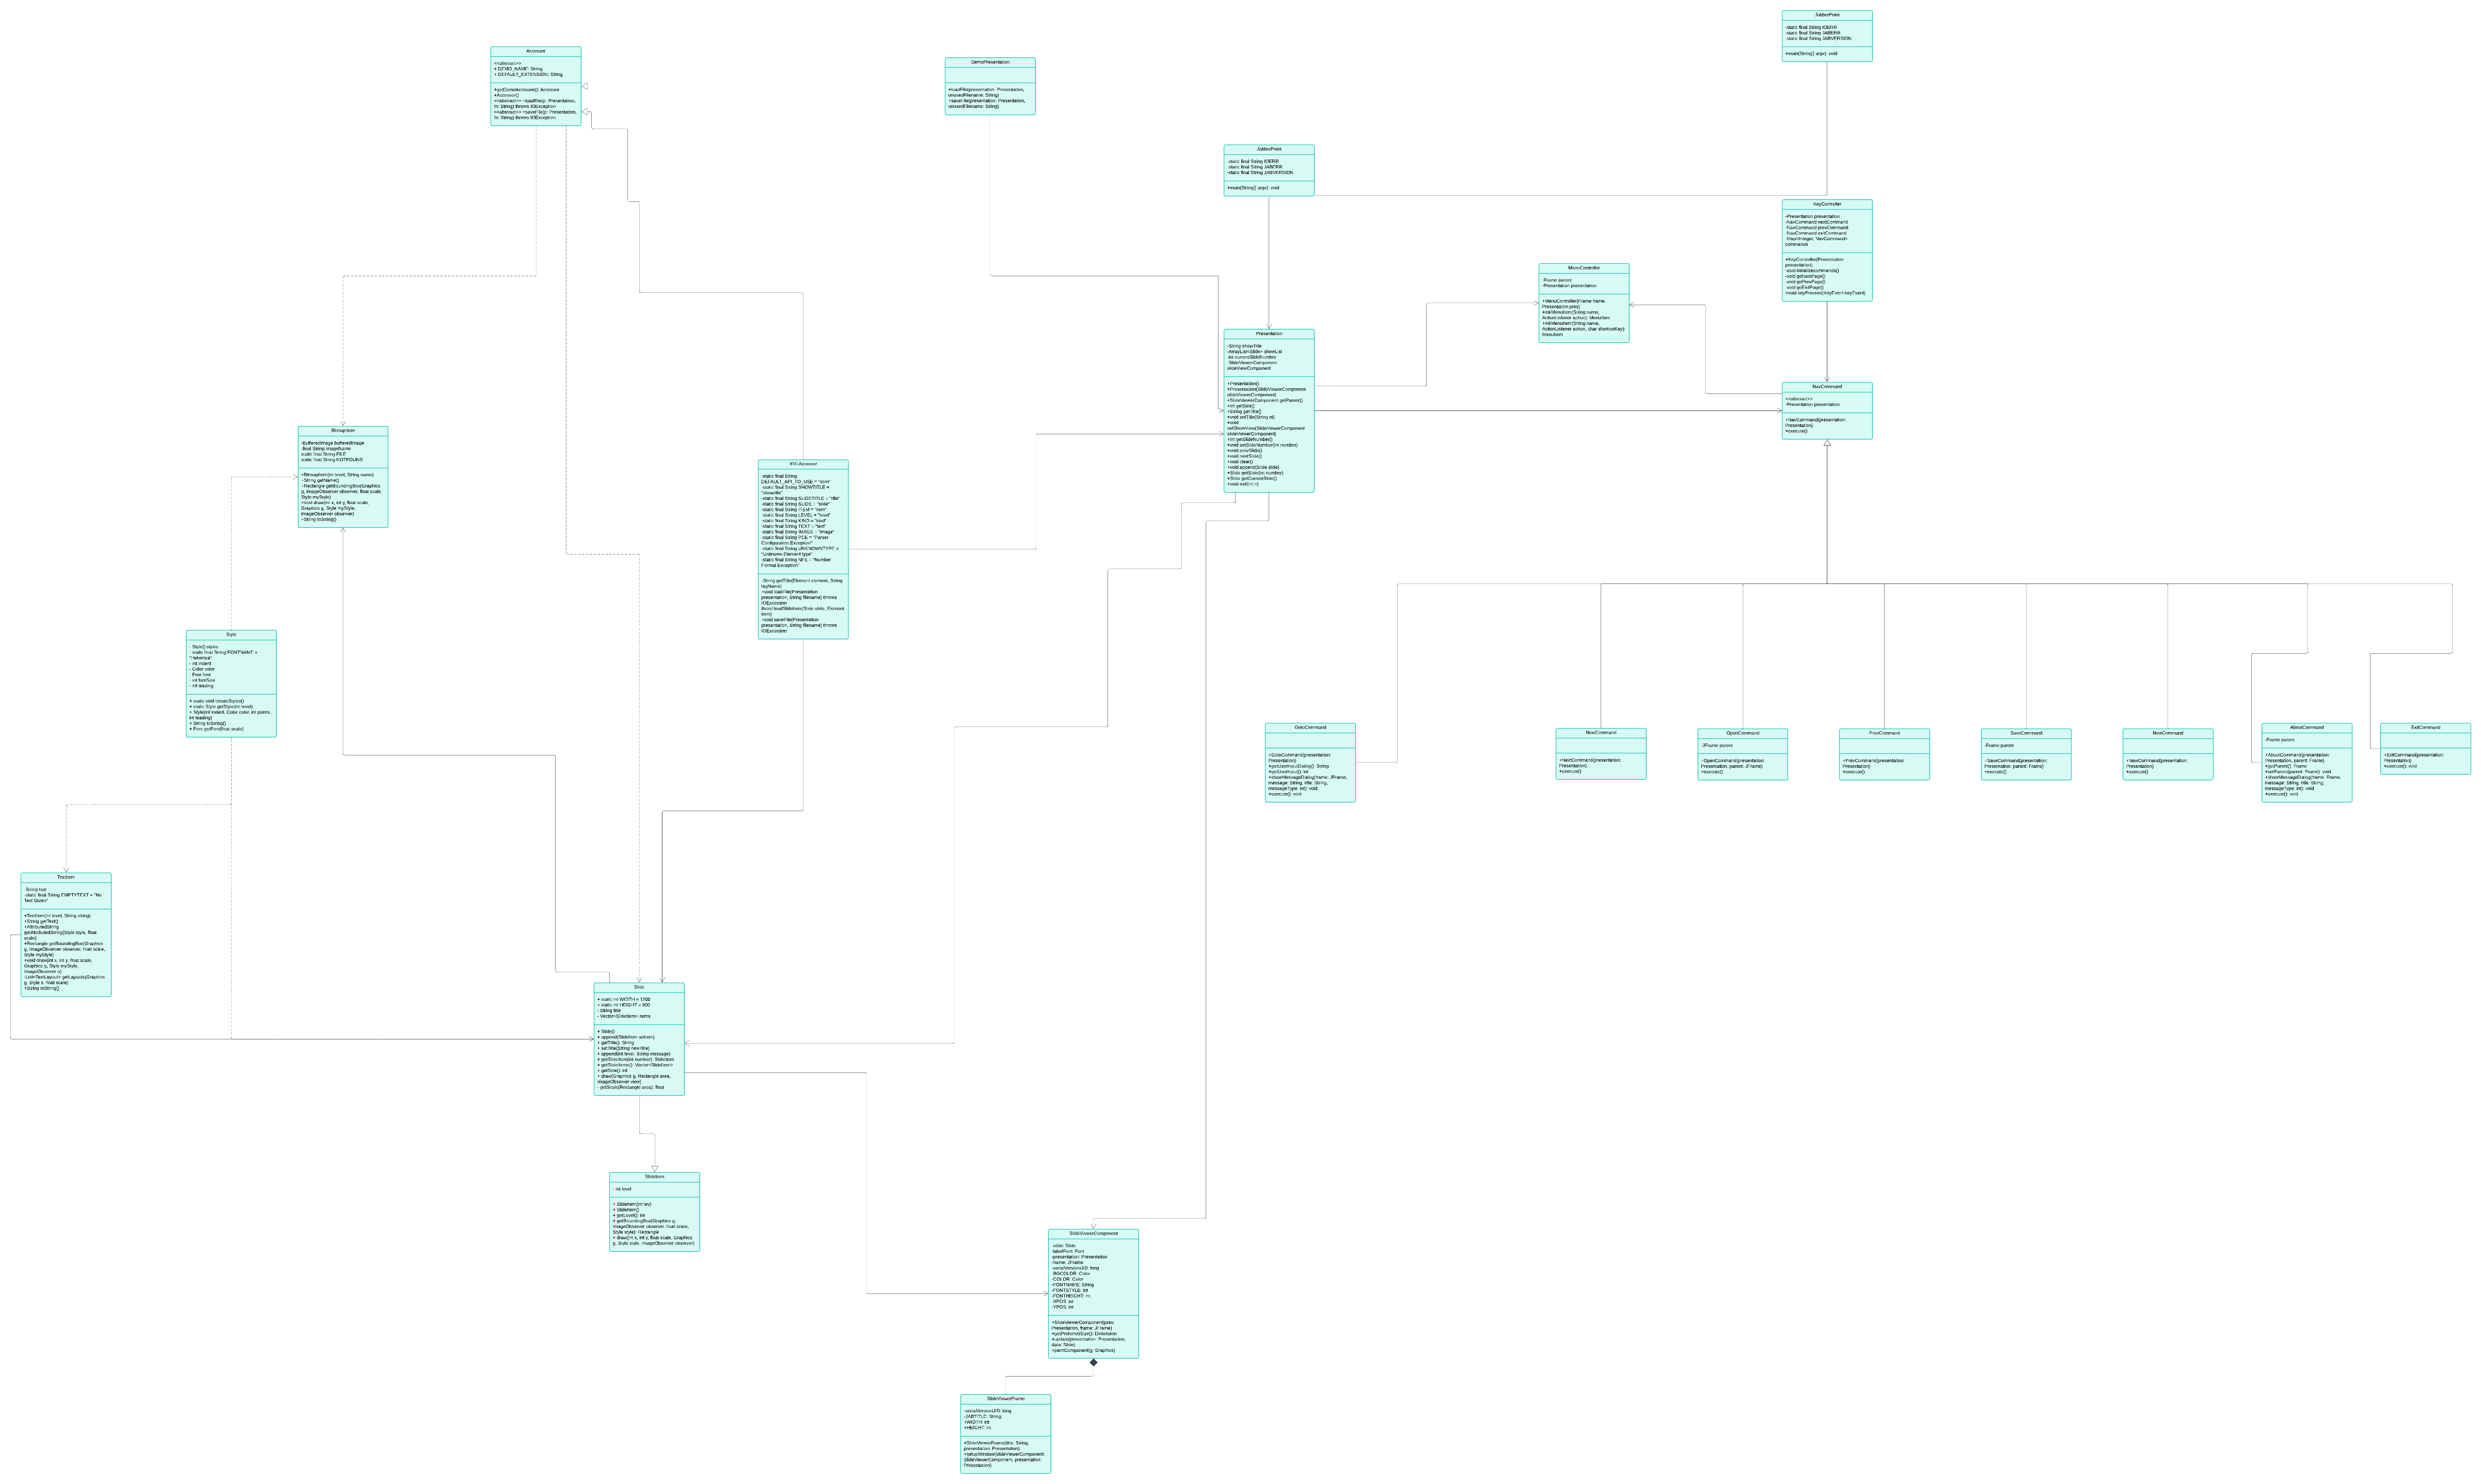 Accessor
<<abstract>>
+ DEMO_NAME: String
+ DEFAULT_EXTENSION: String
+getDemoAccessor(): Accessor
+Accessor()
<<abstract>> +loadFile(p: Presentation,
fn: String) throws IOException
<<abstract>> +saveFile(p: Presentation,
fn: String) throws IOException
DemoPresentation
+loadFile(presentation: Presentation,
unusedFilename: String)
+saveFile(presentation: Presentation,
unusedFilename: String)
JabberPoint
-static final String IOERR
-static final String JABERR
-static final String JABVERSION
+main(String[] argv): void
JabberPoint
-static final String IOERR
-static final String JABERR
-static final String JABVERSION
+main(String[] argv): void
KeyController
-Presentation presentation
-NavCommand nextCommand
-NavCommand prevCommand
-NavCommand exitCommand
-Map<Integer, NavCommand>
commands
+KeyController(Presentation
presentation)
-void initializecommands()
-void goNextPage()
-void goPrevPage()
-void goExitPage()
+void keyPressed(KeyEvent keyEvent)
MenuController
-Frame parent
-Presentation presentation
+MenuController(Frame frame,
Presentation pres)
+mkMenuItem(String name,
ActionListener action): MenuItem
+mkMenuItem(String name,
ActionListener action, char shortcutKey):
MenuItem
Presentation
-String showTitle
-ArrayList<Slide> showList
-int currentSlideNumber
-SlideViewerComponent
slideViewComponent
+Presentation()
+Presentation(SlideViewerComponent
slideViewerComponent)
+SlideViewerComponent getParent()
+int getSize()
+String getTitle()
+void setTitle(String nt)
+void
setShowView(SlideViewerComponent
slideViewerComponent)
+int getSlideNumber()
+void setSlideNumber(int number)
+void prevSlide()
+void nextSlide()
+void clear()
+void append(Slide slide)
+Slide getSlide(int number)
+Slide getCurrentSlide()
+void exit(int n)
NavCommand
<<abstract>>
-Presentation presentation
+NavCommand(presentation:
Presentation)
+execute()
BitmapItem
-BufferedImage bufferedImage
-final String imageName
static final String FILE
static final String NOTFOUND
+BitmapItem(int level, String name)
+String getName()
+Rectangle getBoundingBox(Graphics
g, ImageObserver observer, float scale,
Style myStyle)
+void draw(int x, int y, float scale,
Graphics g, Style myStyle,
ImageObserver observer)
+String toString()
XMLAccessor
-static final String
DEFAULT_API_TO_USE = "dom"
-static final String SHOWTITLE =
"showtitle"
-static final String SLIDETITLE = "title"
-static final String SLIDE = "slide"
-static final String ITEM = "item"
-static final String LEVEL = "level"
-static final String KIND = "kind"
-static final String TEXT = "text"
-static final String IMAGE = "image"
-static final String PCE = "Parser
Configuration Exception"
-static final String UNKNOWNTYPE =
"Unknown Element type"
-static final String NFE = "Number
Format Exception"
-String getTitle(Element element, String
tagName)
+void loadFile(Presentation
presentation, String filename) throws
IOException
#void loadSlideItem(Slide slide, Element
item)
+void saveFile(Presentation
presentation, String filename) throws
IOException
Style
- Style[] styles
- static final String FONTNAME =
"Helvetica"
- int indent
- Color color
- Font font
- int fontSize
- int leading
+ static void createStyles()
+ static Style getStyle(int level)
+ Style(int indent, Color color, int points,
int leading)
+ String toString()
+ Font getFont(float scale)
GotoCommand
+GotoCommand(presentation:
Presentation)
+getUserInputDialog(): String
+getUserInput(): int
+showMessageDialog(frame: JFrame,
message: String, title: String,
messageType: int): void
+execute(): void
NextCommand
+NextCommand(presentation:
Presentation)
+execute()
OpenCommand
-JFrame parent
+OpenCommand(presentation:
Presentation, parent: JFrame)
+execute()
PrevCommand
+PrevCommand(presentation:
Presentation)
+execute()
SaveCommand
-Frame parent
+SaveCommand(presentation:
Presentation, parent: Frame)
+execute()
NewCommand
+NewCommand(presentation:
Presentation)
+execute()
AboutCommand
-Frame parent
+AboutCommand(presentation:
Presentation, parent: Frame)
+getParent(): Frame
+setParent(parent: Frame): void
+showMessageDialog(frame: Frame,
message: String, title: String,
messageType: int): void
+execute(): void
ExitCommand
+ExitCommand(presentation:
Presentation)
+execute(): void
TextItem
-String text
-static final String EMPTYTEXT = "No
Text Given"
+TextItem(int level, String string)
+String getText()
+AttributedString
getAttributedString(Style style, float
scale)
+Rectangle getBoundingBox(Graphics
g, ImageObserver observer, float scale,
Style myStyle)
+void draw(int x, int y, float scale,
Graphics g, Style myStyle,
ImageObserver o)
-List<TextLayout> getLayouts(Graphics
g, Style s, float scale)
+String toString()
Slide
+ static int WIDTH = 1200
+ static int HEIGHT = 800
- String title
- Vector<SlideItem> items
+ Slide()
+ append(SlideItem anItem)
+ getTitle(): String
+ setTitle(String newTitle)
+ append(int level, String message)
+ getSlideItem(int number): SlideItem
+ getSlideItems(): Vector<SlideItem>
+ getSize(): int
+ draw(Graphics g, Rectangle area,
ImageObserver view)
- getScale(Rectangle area): float
SlideItem
- int level
+ SlideItem(int lev)
+ SlideItem()
+ getLevel(): int
+ getBoundingBox(Graphics g,
ImageObserver observer, float scale,
Style style): Rectangle
+ draw(int x, int y, float scale, Graphics
g, Style style, ImageObserver observer)
SlideViewerComponent
-slide: Slide
-labelFont: Font
-presentation: Presentation
-frame: JFrame
-serialVersionUID: long
-BGCOLOR: Color
-COLOR: Color
-FONTNAME: String
-FONTSTYLE: int
-FONTHEIGHT: int
-XPOS: int
-YPOS: int
+SlideViewerComponent(pres:
Presentation, frame: JFrame)
+getPreferredSize(): Dimension
+update(presentation: Presentation,
data: Slide)
+paintComponent(g: Graphics)
SlideViewerFrame
-serialVersionUID: long
-JABTITLE: String
+WIDTH: int
+HEIGHT: int
+SlideViewerFrame(title: String,
presentation: Presentation)
+setupWindow(slideViewerComponent:
SlideViewerComponent, presentation:
Presentation)